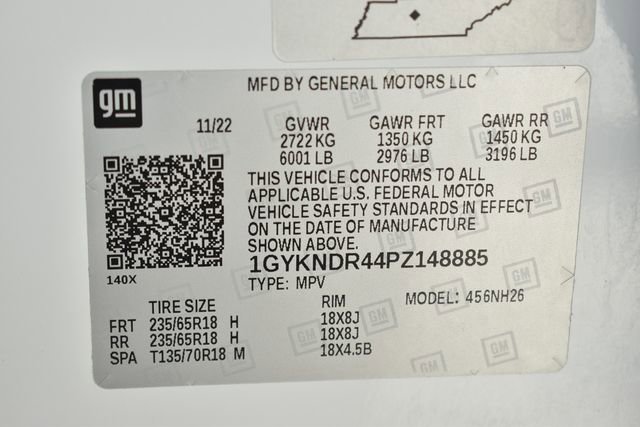 gm
MFD BY GENERAL MOTORS LLC
11/22 GVWR GAWR FRT GAWR RR
2722 KG 1350 KG 1450 KG
6001 LB 2976 LB 3196 LB
THIS VEHICLE CONFORMS TO ALL
APPLICABLE U.S. FEDERAL MOTOR
VEHICLE SAFETY STANDARDS IN EFFECT
ON THE DATE OF MANUFACTURE
SHOWN ABOVE.
140X
1GYKNDR44PZ148885
TYPE: MPV MODEL: 456NH26
TIRE SIZE RIM
FRT 235/65R18 H 18X8J
RR 235/65R18 H 18X8J
SPA T135/70R18 M 18X4.5B